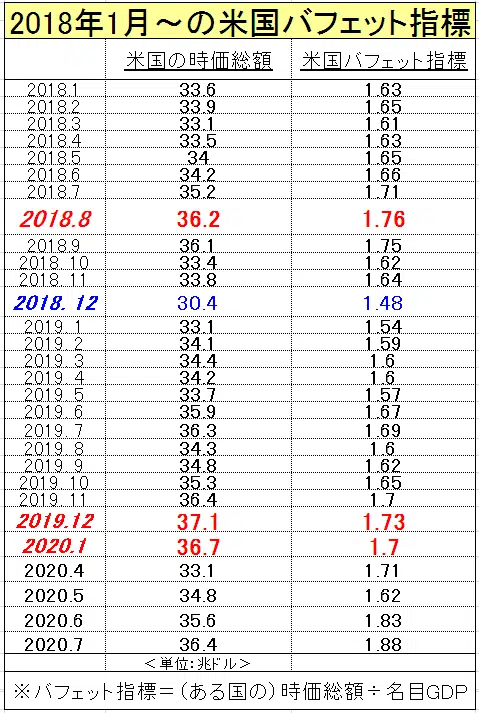 2018年1月～の米国バフェット指標
米国の時価総額 米国バフェット指標
2018.1 33.6 1.63
2018.2 33.9 1.65
2018.3 33.1 1.61
2018.4 33.5 1.63
2018.5 34 1.65
2018.6 34.2 1.66
2018.7 35.2 1.71
2018.8 36.2 1.76
2018.9 36.1 1.75
2018. 10 33.4 1.62
2018. 11 33.8 1.64
2018. 12 30.4 1.48
2019. 1 33.1 1.54
2019. 2 34.1 1.59
2019. 3 34.4 1.6
2019. 4 34.2 1.6
2019. 5 33.7 1.57
2019. 6 35.9 1.67
2019. 7 36.3 1.69
2019. 8 34.3 1.6
2019. 9 34.8 1.62
2019. 10 35.3 1.65
2019. 11 36.4 1.7
2019.12 37.1 1.73
2020.1 36.7 1.7
2020.4 33.1 1.71
2020.5 34.8 1.62
2020.6 35.6 1.83
2020.7 36.4 1.88
＜単位:兆ドル＞
※バフェット指標＝(ある国の)時価総額÷名目GDP